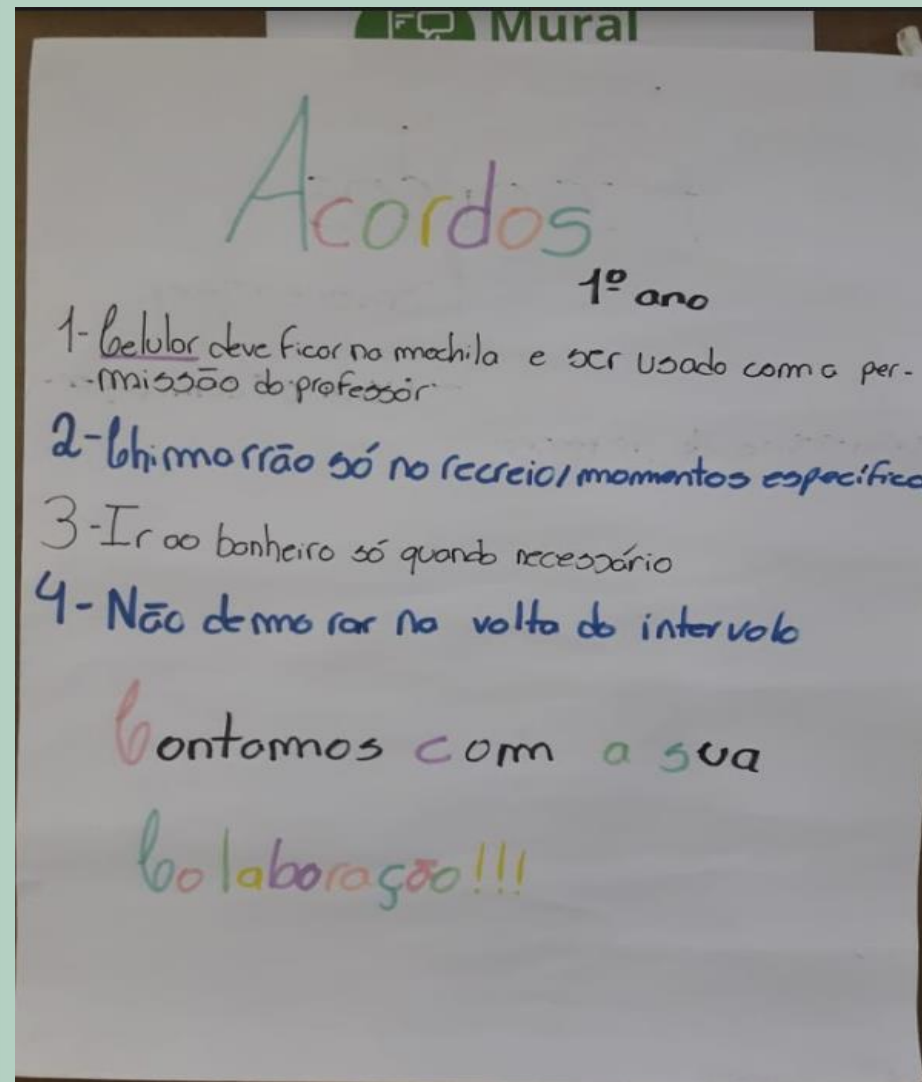 Mural
Acordos
1º ano
1- Celular deve ficar na mochila e ser usado com a per-
missão do professor
2- Chimarrão só no recreio/momentos específico
3- Ir ao banheiro só quando necessário
4- Não demorar na volta do intervalo
Contamos com a sua
Colaboração!!!